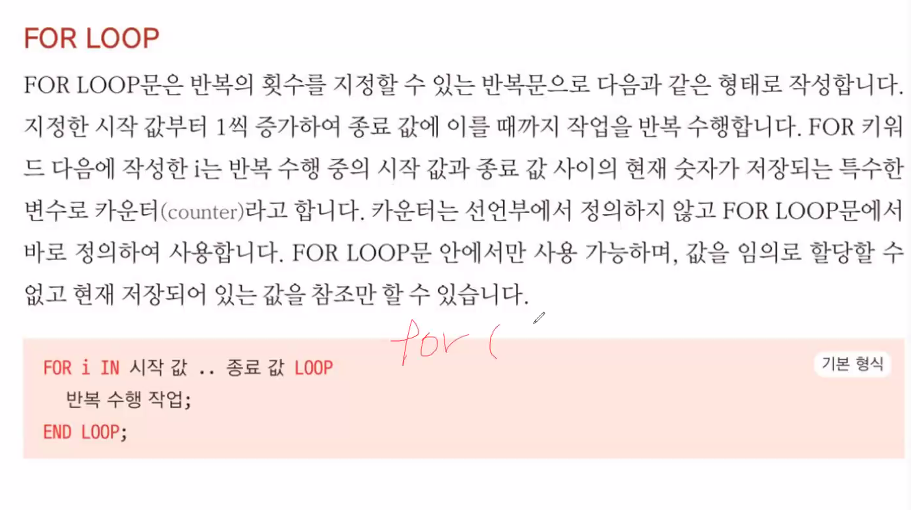 FOR LOOP
FOR LOOP문은 반복의 횟수를 지정할 수 있는 반복문으로 다음과 같은 형태로 작성합니다.
지정한 시작 값부터 1씩 증가하여 종료 값에 이를 때까지 작업을 반복 수행합니다. FOR 키워
드 다음에 작성한 i는 반복 수행 중의 시작 값과 종료 값 사이의 현재 숫자가 저장되는 특수한
변수로 카운터(counter)라고 합니다. 카운터는 선언부에서 정의하지 않고 FOR LOOP문에서
바로 정의하여 사용합니다. FOR LOOP문 안에서만 사용 가능하며, 값을 임의로 할당할 수
없고 현재 저장되어 있는 값을 참조만 할 수 있습니다.
for (
FOR i IN 시작 값 .. 종료 값 LOOP
기본 형식
반복 수행 작업;
END LOOP;